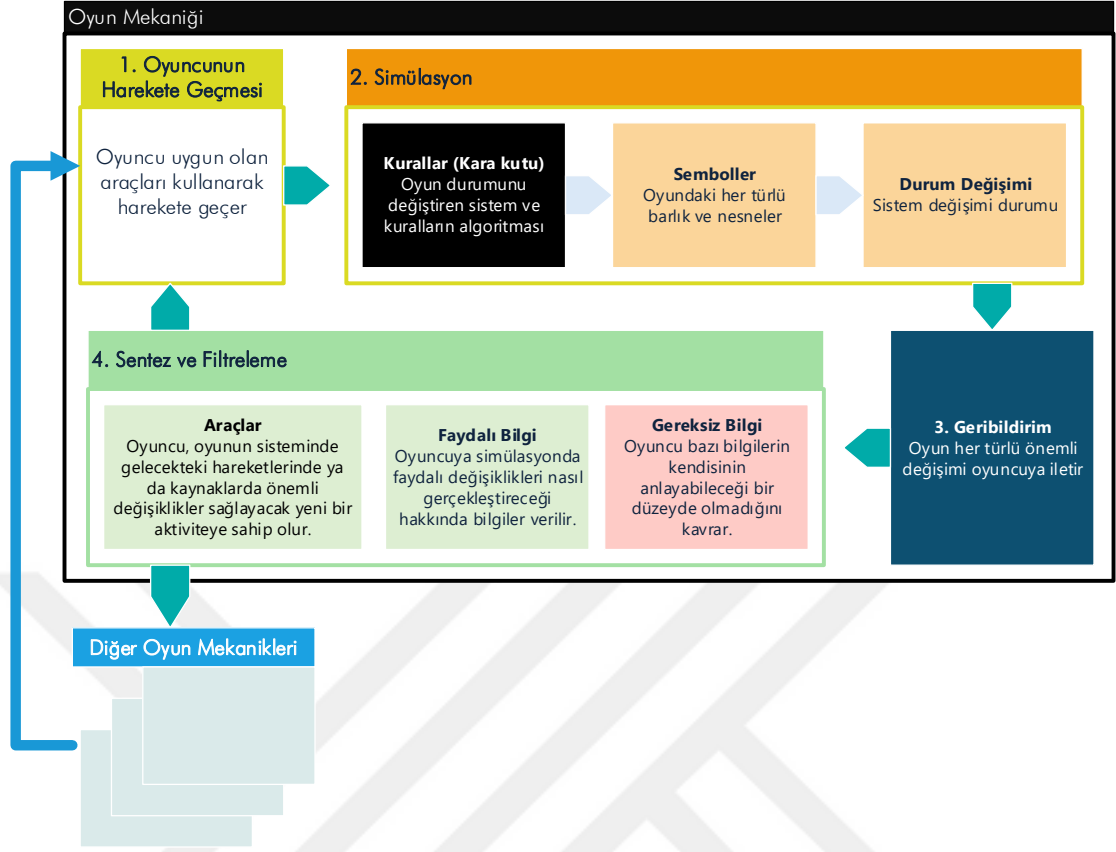 Oyun Mekaniği
1. Oyuncunun
Harekete Geçmesi
Oyuncu uygun olan
araçları kullanarak
harekete geçer
2. Simülasyon
Kurallar (Kara kutu)
Oyun durumunu
değiştiren sistem ve
kuralların algoritması
Semboller
Oyundaki her türlü
barlık ve nesneler
Durum Değişimi
Sistem değişimi durumu
3. Geribildirim
Oyun her türlü önemli
değişimi oyuncuya iletir
4. Sentez ve Filtreleme
Araçlar
Oyuncu, oyunun sisteminde
gelecekteki hareketlerinde ya
da kaynaklarda önemli
değişiklikler sağlayacak yeni bir
aktiviteye sahip olur.
Faydalı Bilgi
Oyuncuya simülasyonda
faydalı değişiklikleri nasıl
gerçekleştireceği
hakkında bilgiler verilir.
Gereksiz Bilgi
Oyuncu bazı bilgilerin
kendisinin
anlayabileceği bir
düzeyde olmadığını
kavrar.
Diğer Oyun Mekanikleri